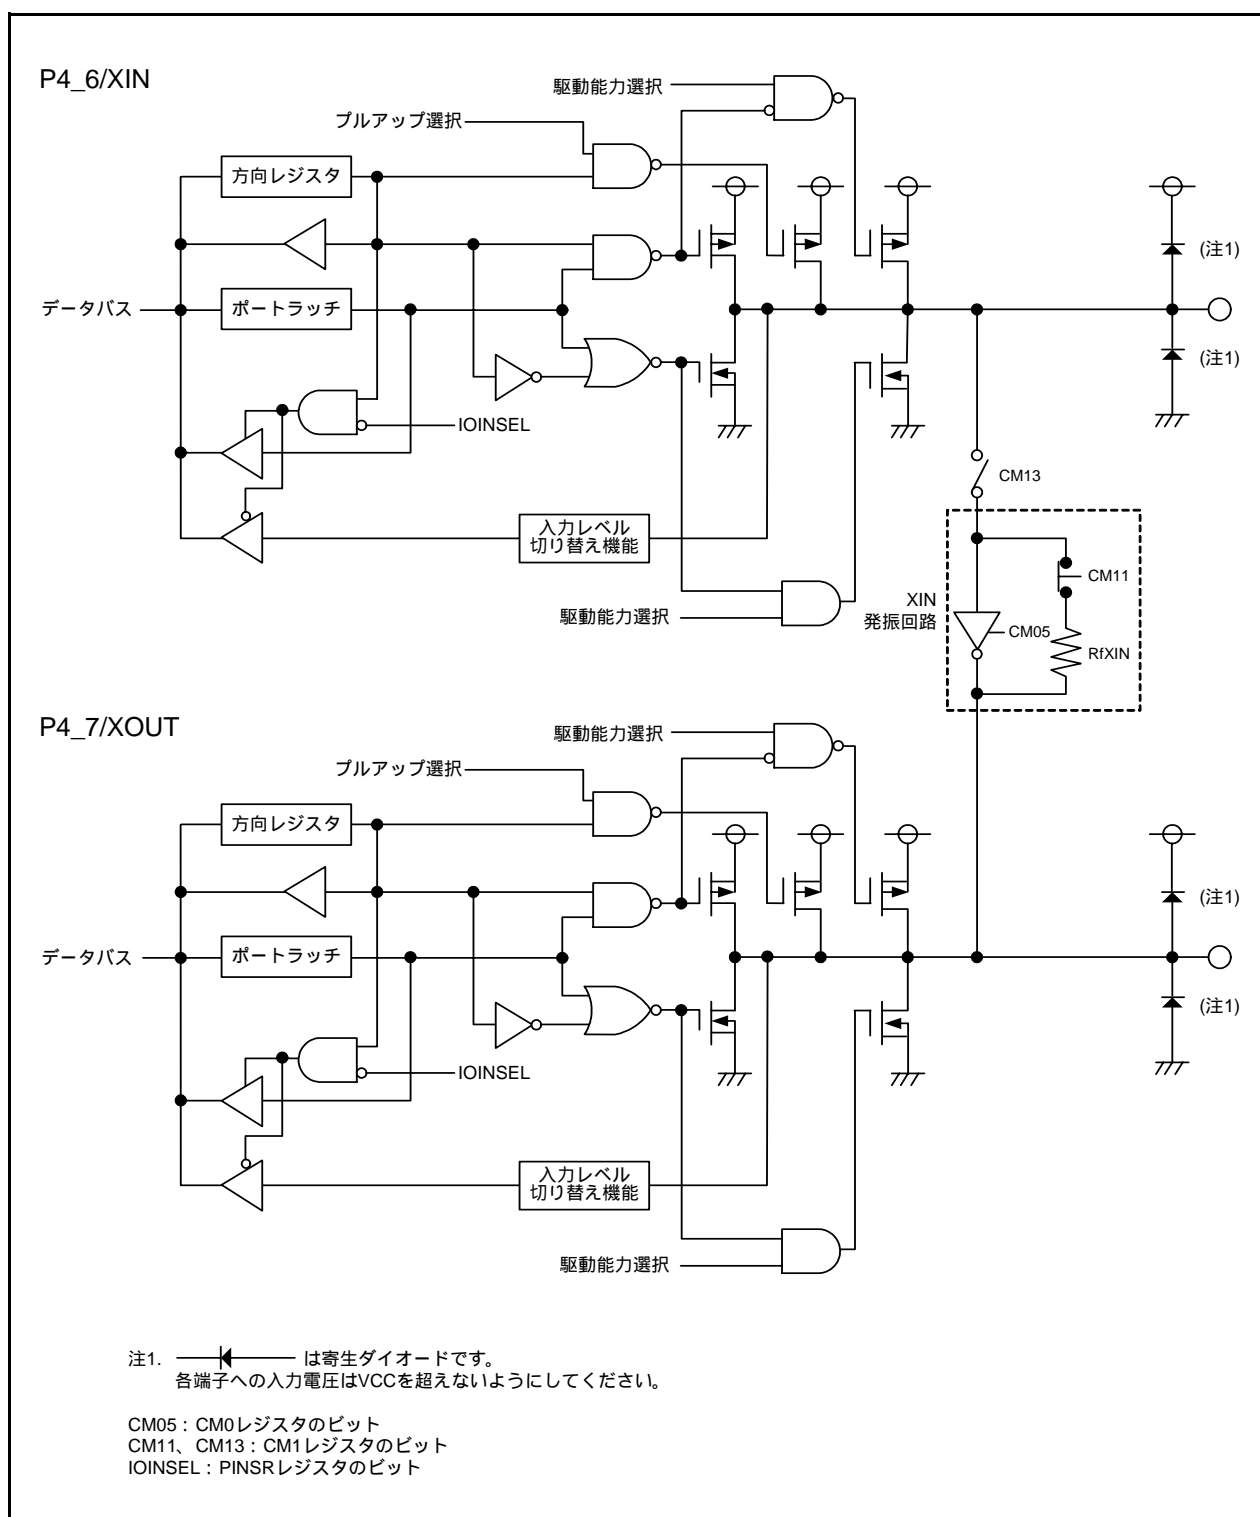 P4_6/XIN
駆動能力選択
プルアップ選択
方向レジスタ
(注1)
データバス
ポートラッチ
(注1)
IOINSEL
CM13
入力レベル
切り替え機能
CM11
XIN
発振回路
駆動能力選択
CM05
RfXIN
P4_7/XOUT
駆動能力選択
プルアップ選択
方向レジスタ
(注1)
データバス
ポートラッチ
(注1)
IOINSEL
入力レベル
切り替え機能
駆動能力選択
注1. は寄生ダイオードです。
各端子への入力電圧はVCCを超えないようにしてください。
CM05：CM0レジスタのビット
CM11、CM13：CM1レジスタのビット
IOINSEL：PINSRレジスタのビット